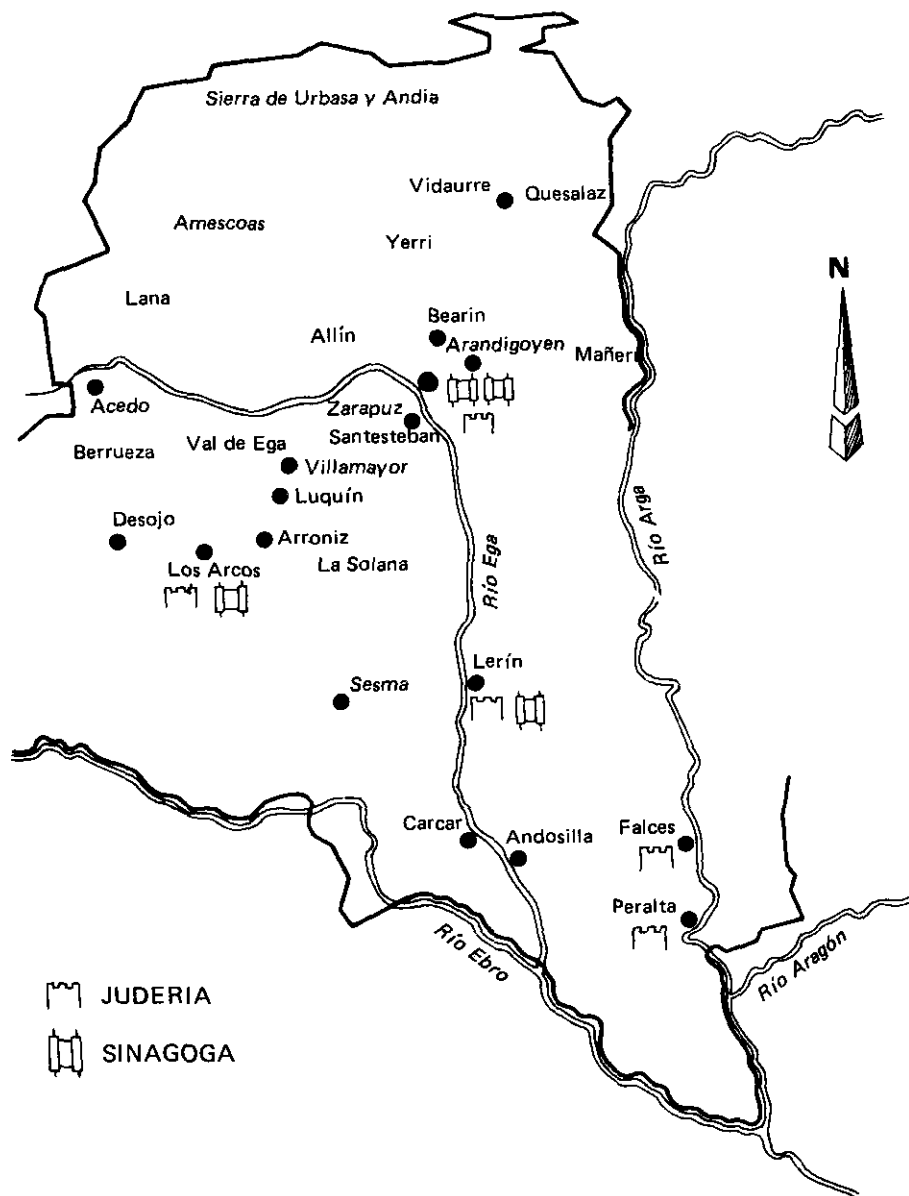 Sierra de Urbasa y Andia
Vidaurre
Quesalaz
Amescoas
Yerri
N
Lana
Bearin
Allín
Arandigoyen
Mañeri
Acedo
Zarapuz
Santesteban
Berrueza
Val de Ega
Villamayor
Luquín
Desojo
Arroniz
Los Arcos
La Solana
Río Ega
Río Arga
Lerín
Sesma
Carcar
Andosilla
Falces
Peralta
Río Ebro
Río Aragón
JUDERIA
SINAGOGA